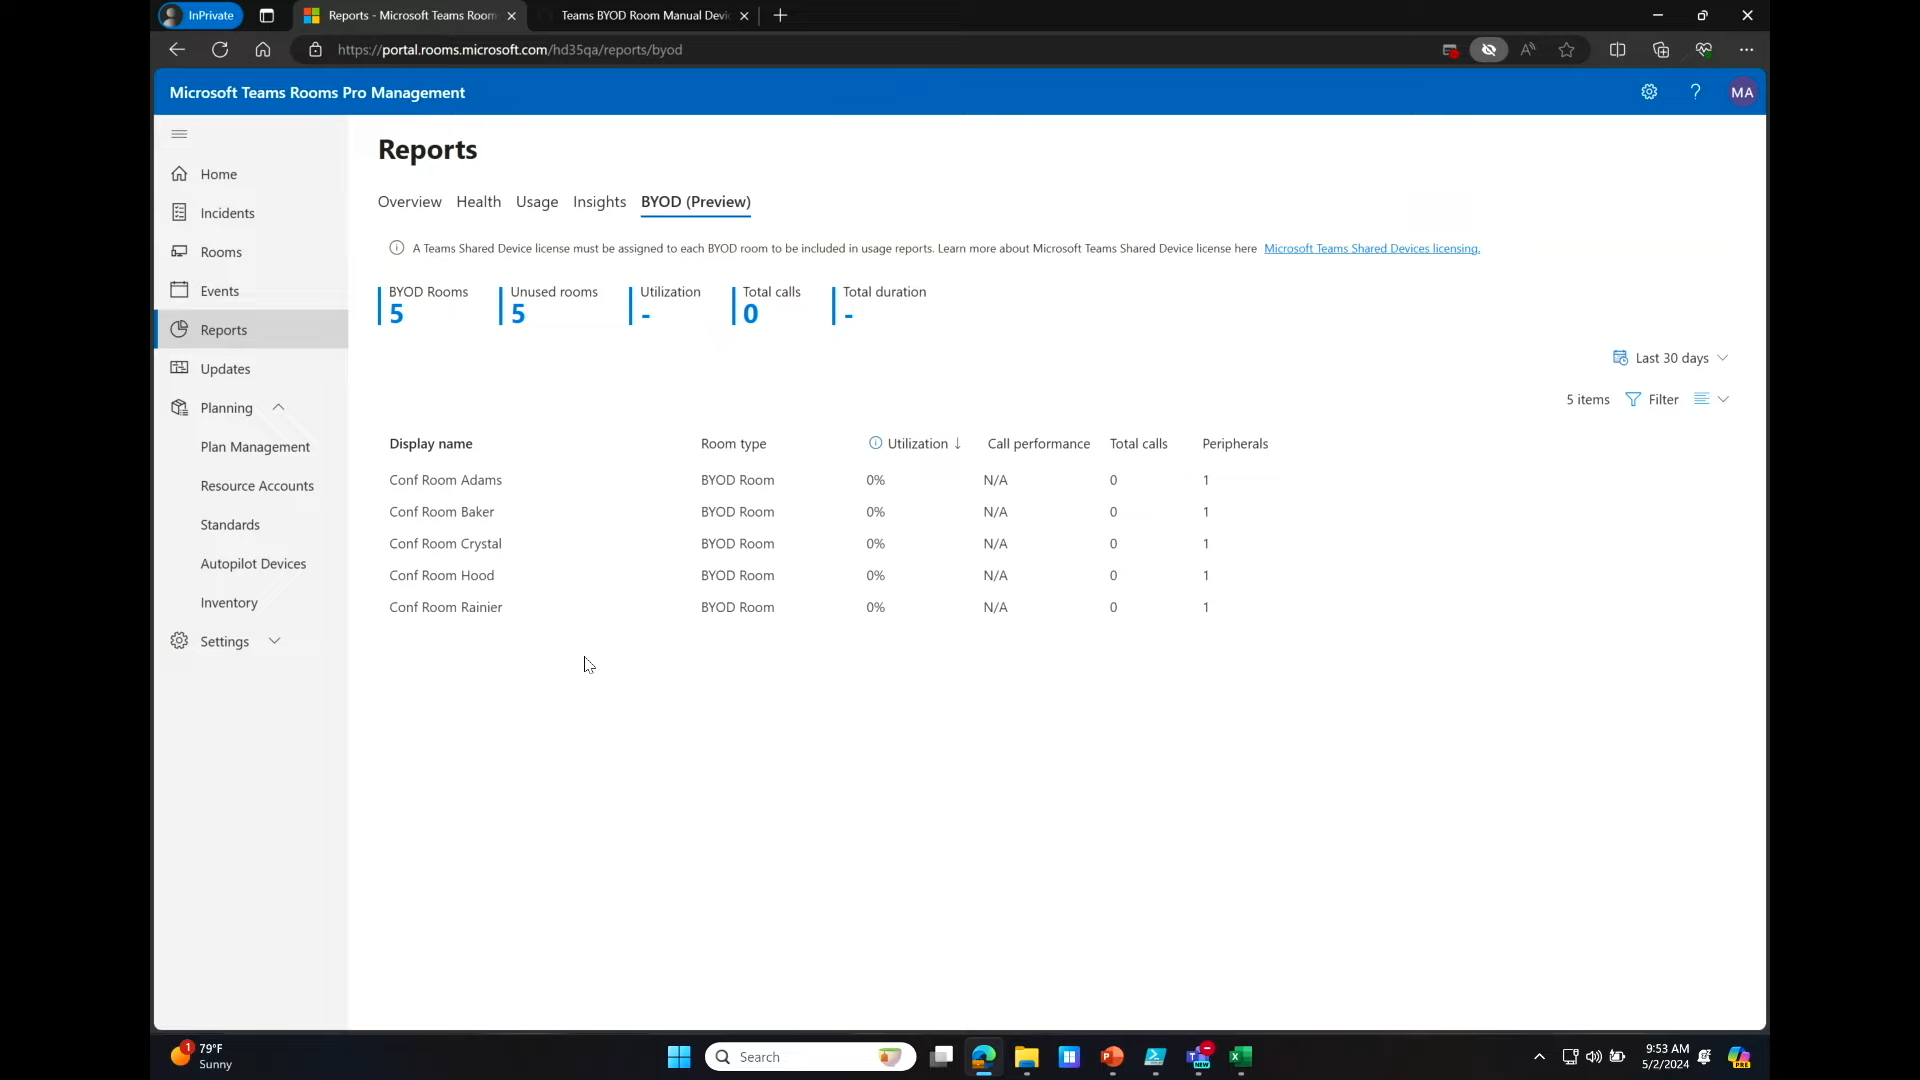 InPrivate
Reports - Microsoft Teams Room
Teams BYOD Room Manual Devi
https://portal.rooms.microsoft.com/hd35qa/reports/byod
Microsoft Teams Rooms Pro Management
MA
Home
Incidents
Rooms
Events
Reports
Updates
Planning
Plan Management
Resource Accounts
Standards
Autopilot Devices
Inventory
Settings
Reports
Overview Health Usage Insights BYOD (Preview)
A Teams Shared Device license must be assigned to each BYOD room to be included in usage reports. Learn more about Microsoft Teams Shared Device license here Microsoft Teams Shared Devices licensing.
BYOD Rooms Unused rooms Utilization Total calls Total duration
5 5 - 0 -
Last 30 days
5 items Filter
Display name Room type Utilization ↓ Call performance Total calls Peripherals
Conf Room Adams BYOD Room 0% N/A 0 1
Conf Room Baker BYOD Room 0% N/A 0 1
Conf Room Crystal BYOD Room 0% N/A 0 1
Conf Room Hood BYOD Room 0% N/A 0 1
Conf Room Rainier BYOD Room 0% N/A 0 1
1 79°F
Sunny
Search
NEW
9:53 AM
5/2/2024
PRE